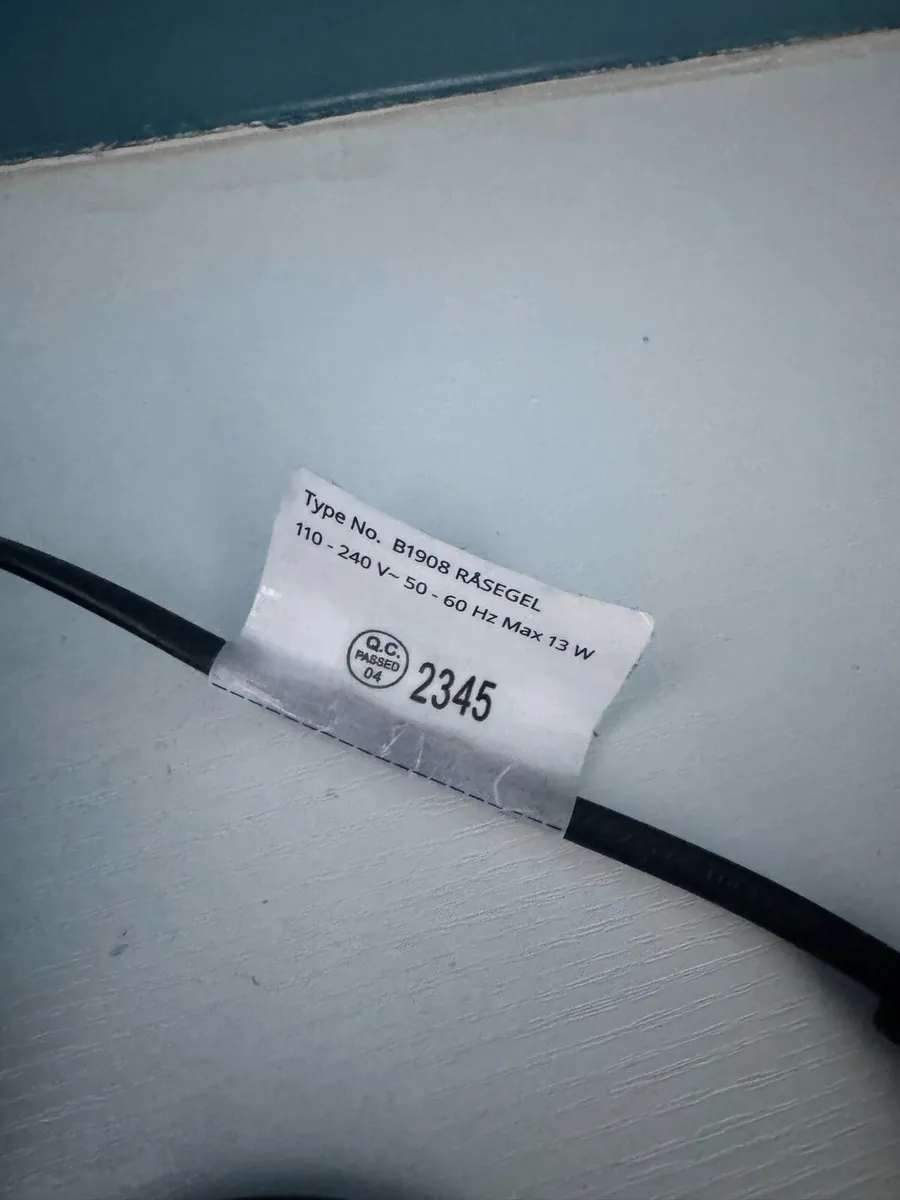 Type No. B1908 RÅSEGEL
110 - 240 V~ 50 - 60 Hz Max 13 W
Q.C.
PASSED
04
2345